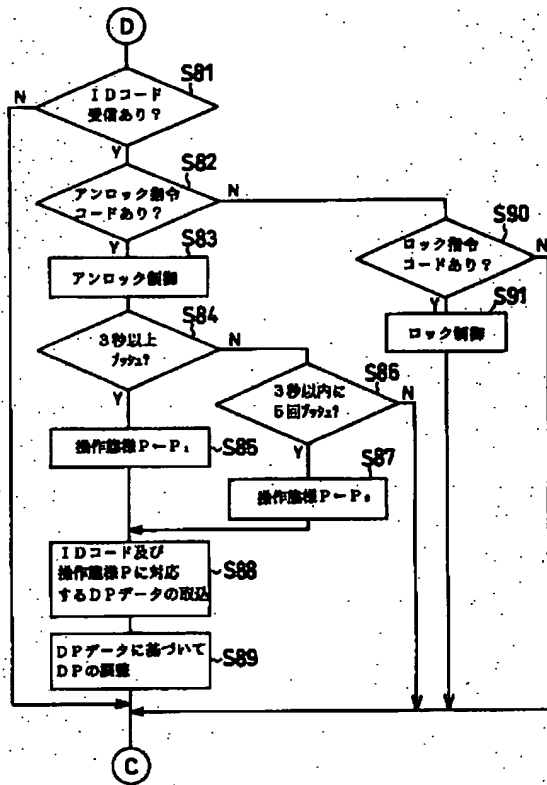 D
S81
N
IDコード
受信あり？
Y
S82
アンロック指令
コードあり？
N
Y
S83
アンロック制御
S90
ロック指令
コードあり？
N
Y
S91
ロック制御
S84
3秒以上
プッシュ？
N
Y
S86
3秒以内に
5回プッシュ？
N
Y
操作態様P←P₁
S85
S87
操作態様P←P
IDコード及び
操作態様Pに対応
するDPデータの取込
S88
DPデータに基づいて
DPの調整
S89
C